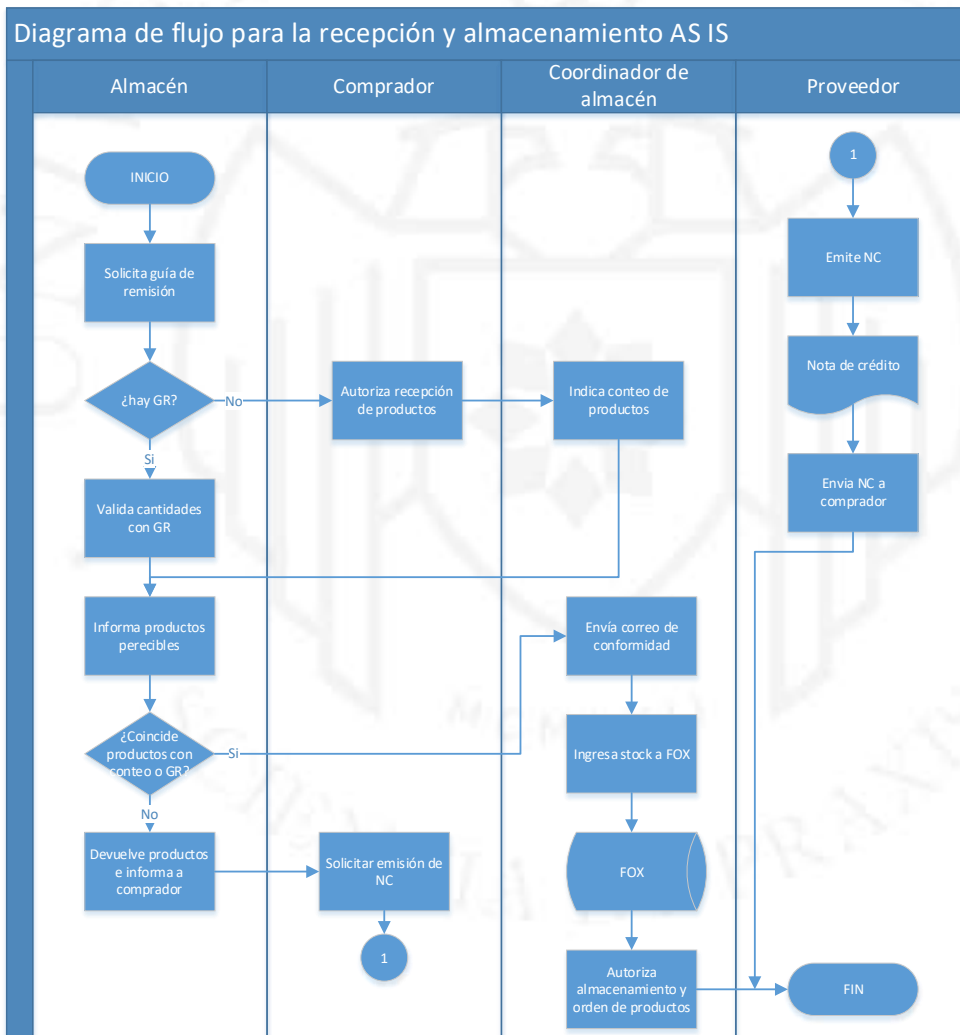 Diagrama de flujo para la recepción y almacenamiento AS IS
Almacén
Comprador
Coordinador de
almacén
Proveedor
INICIO
1
Solicita guía de
remisión
Emite NC
¿hay GR?
No
Autoriza recepción
de productos
Indica conteo de
productos
Nota de crédito
Si
Valida cantidades
con GR
Envia NC a
comprador
Informa productos
perecibles
Envía correo de
conformidad
¿Coincide
productos con
conteo o GR?
Si
Ingresa stock a FOX
No
Devuelve productos
e informa a
comprador
Solicitar emisión de
NC
FOX
1
Autoriza
almacenamiento y
orden de productos
FIN